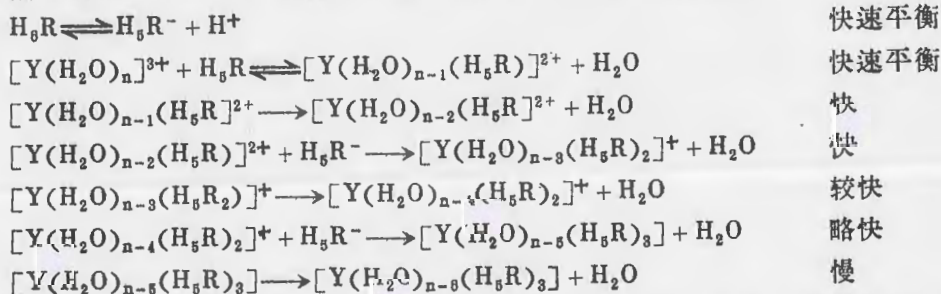 H₆R⇌H₅R⁻ + H⁺ 快速平衡
[Y(H₂O)ₙ]³⁺ + H₅R⇌[Y(H₂O)ₙ₋₁(H₅R)]²⁺ + H₂O 快速平衡
[Y(H₂O)ₙ₋₁(H₅R]²⁺⟶[Y(H₂O)ₙ₋₂(H₅R]²⁺ + H₂O 快
[Y(H₂O)ₙ₋₂(H₅R)]²⁺ + H₅R⁻⟶[Y(H₂O)ₙ₋₃(H₅R)₂]⁺ + H₂O 快
[Y(H₂O)ₙ₋₃(H₅R₂)]⁺⟶[Y(H₂O)ₙ₋₄(H₅R)₂]⁺ + H₂O 较快
[Y(H₂O)ₙ₋₄(H₅R)₂]⁺ + H₅R⁻⟶[Y(H₂O)ₙ₋₅(H₅R)₃] + H₂O 略快
[Y(H₂O)ₙ₋₅(H₅R)₃]⟶[Y(H₂O)ₙ₋₆(H₅R)₃] + H₂O 慢